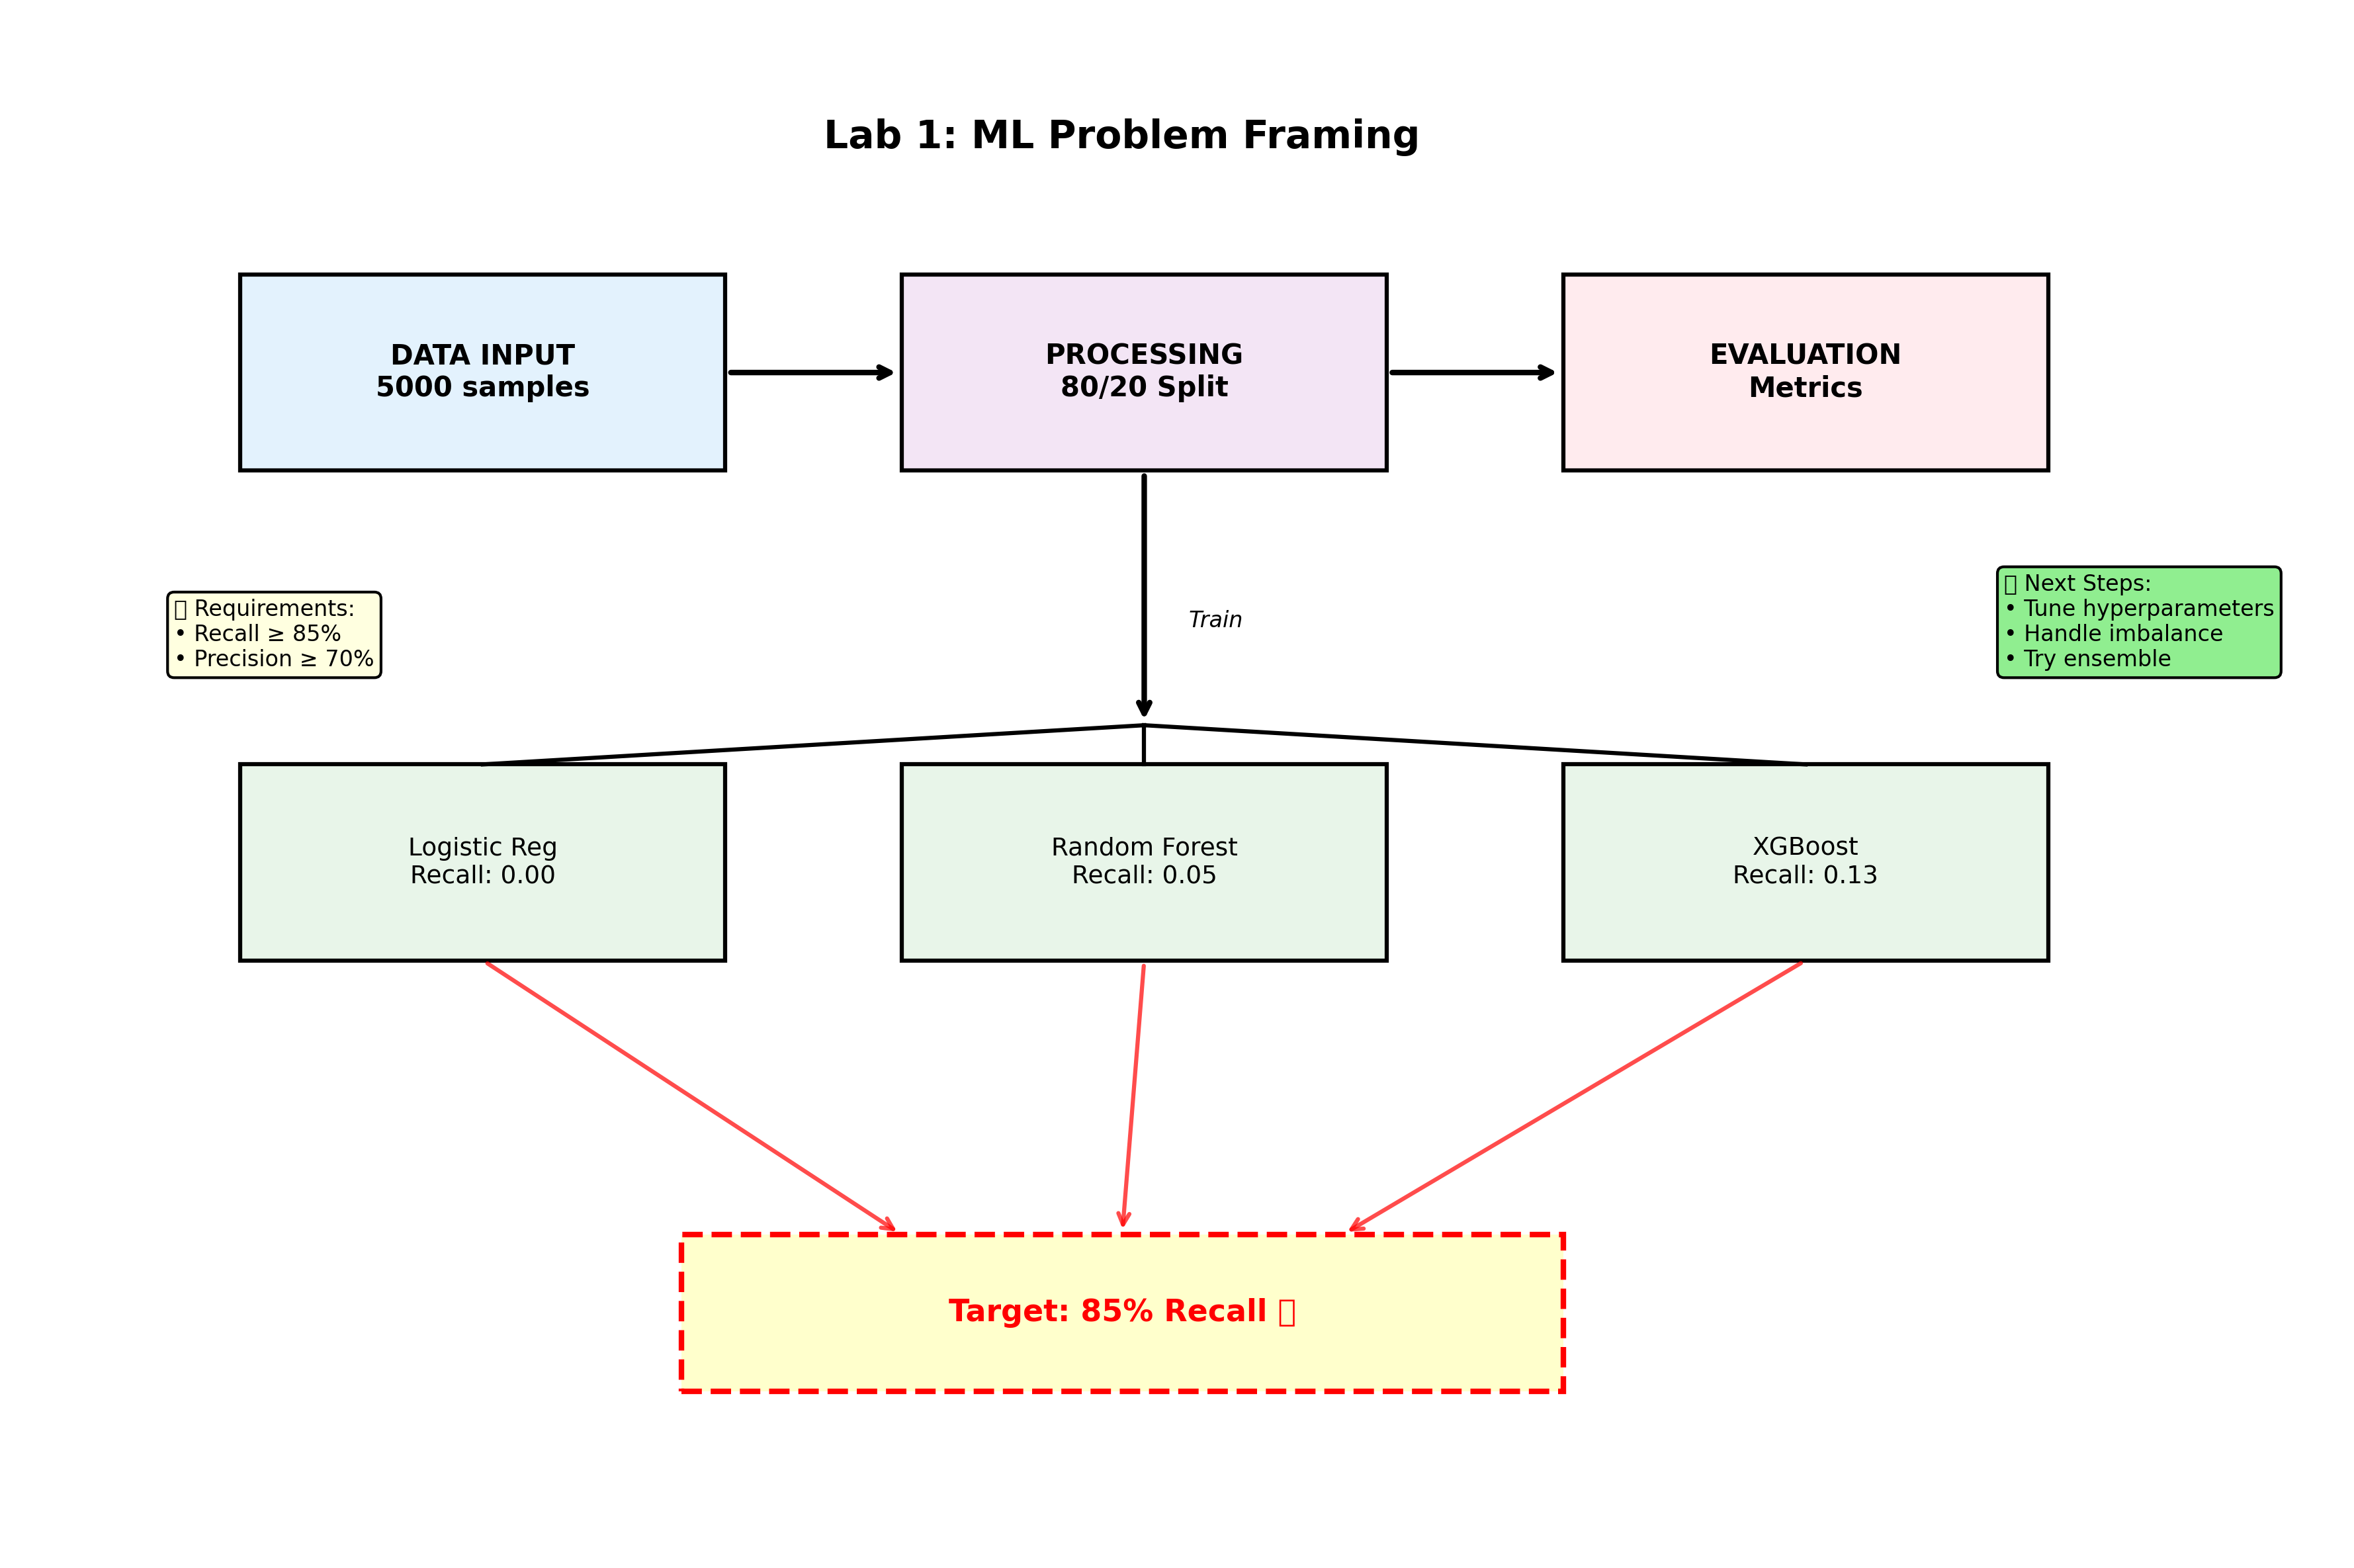 Lab 1: ML Problem Framing
DATA INPUT
5000 samples
PROCESSING
80/20 Split
EVALUATION
Metrics
Requirements:
• Recall ≥ 85%
• Precision ≥ 70%
Train
Next Steps:
• Tune hyperparameters
• Handle imbalance
• Try ensemble
Logistic Reg
Recall: 0.00
Random Forest
Recall: 0.05
XGBoost
Recall: 0.13
Target: 85% Recall